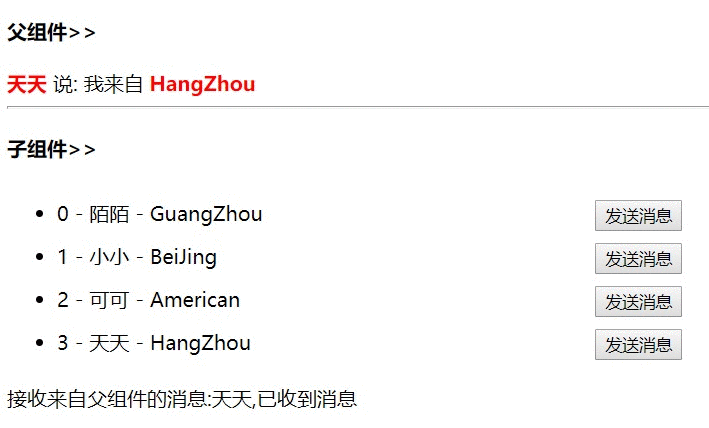 父组件>>
天天 说: 我来自 HangZhou
子组件>>
0 - 陌陌 - GuangZhou 发送消息
1 - 小小 - BeiJing 发送消息
2 - 可可 - American 发送消息
3 - 天天 - HangZhou 发送消息
接收来自父组件的消息:天天,已收到消息